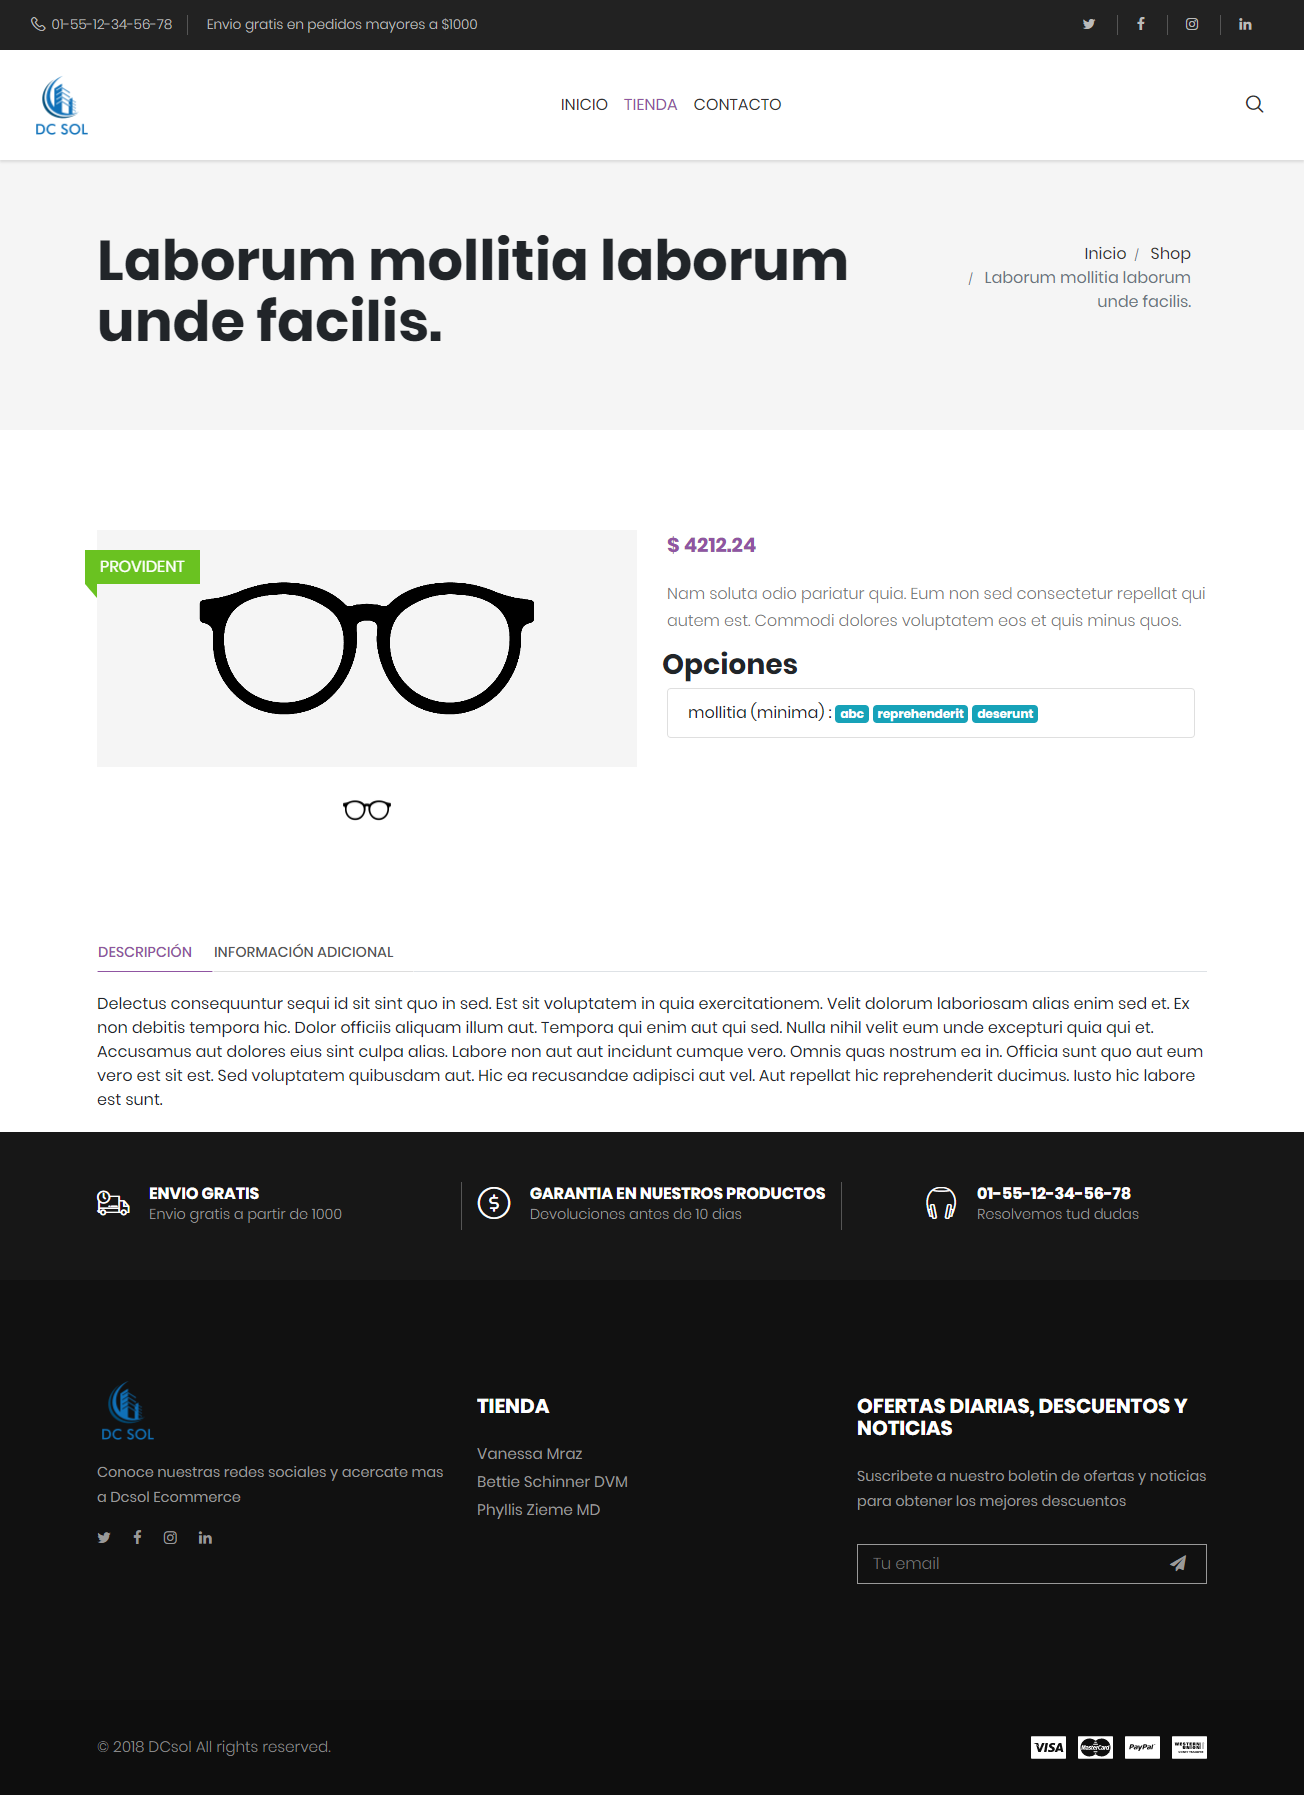 01-55-12-34-56-78
Envio gratis en pedidos mayores a $1000
DC SOL
INICIO TIENDA CONTACTO
Laborum mollitia laborum
unde facilis.
Inicio / Shop
/ Laborum mollitia laborum
unde facilis.
PROVIDENT
$ 4212.24
Nam soluta odio pariatur quia. Eum non sed consectetur repellat qui
autem est. Commodi dolores voluptatem eos et quis minus quos.
Opciones
mollitia (minima) : abc reprehenderit deserunt
DESCRIPCIÓN INFORMACIÓN ADICIONAL
Delectus consequuntur sequi id sit sint quo in sed. Est sit voluptatem in quia exercitationem. Velit dolorum laboriosam alias enim sed et. Ex
non debitis tempora hic. Dolor officiis aliquam illum aut. Tempora qui enim aut qui sed. Nulla nihil velit eum unde excepturi quia qui et.
Accusamus aut dolores eius sint culpa alias. Labore non aut aut incidunt cumque vero. Omnis quas nostrum ea in. Officia sunt quo aut eum
vero est sit est. Sed voluptatem quibusdam aut. Hic ea recusandae adipisci aut vel. Aut repellat hic reprehenderit ducimus. Iusto hic labore
est sunt.
ENVIO GRATIS
Envio gratis a partir de 1000
GARANTIA EN NUESTROS PRODUCTOS
Devoluciones antes de 10 dias
01-55-12-34-56-78
Resolvemos tud dudas
DC SOL
Conoce nuestras redes sociales y acercate mas
a Dcsol Ecommerce
TIENDA
Vanessa Mraz
Bettie Schinner DVM
Phyllis Zieme MD
OFERTAS DIARIAS, DESCUENTOS Y
NOTICIAS
Suscribete a nuestro boletin de ofertas y noticias
para obtener los mejores descuentos
Tu email
© 2018 DCsol All rights reserved.
VISA
MasterCard
PayPal
WESTERN
UNION